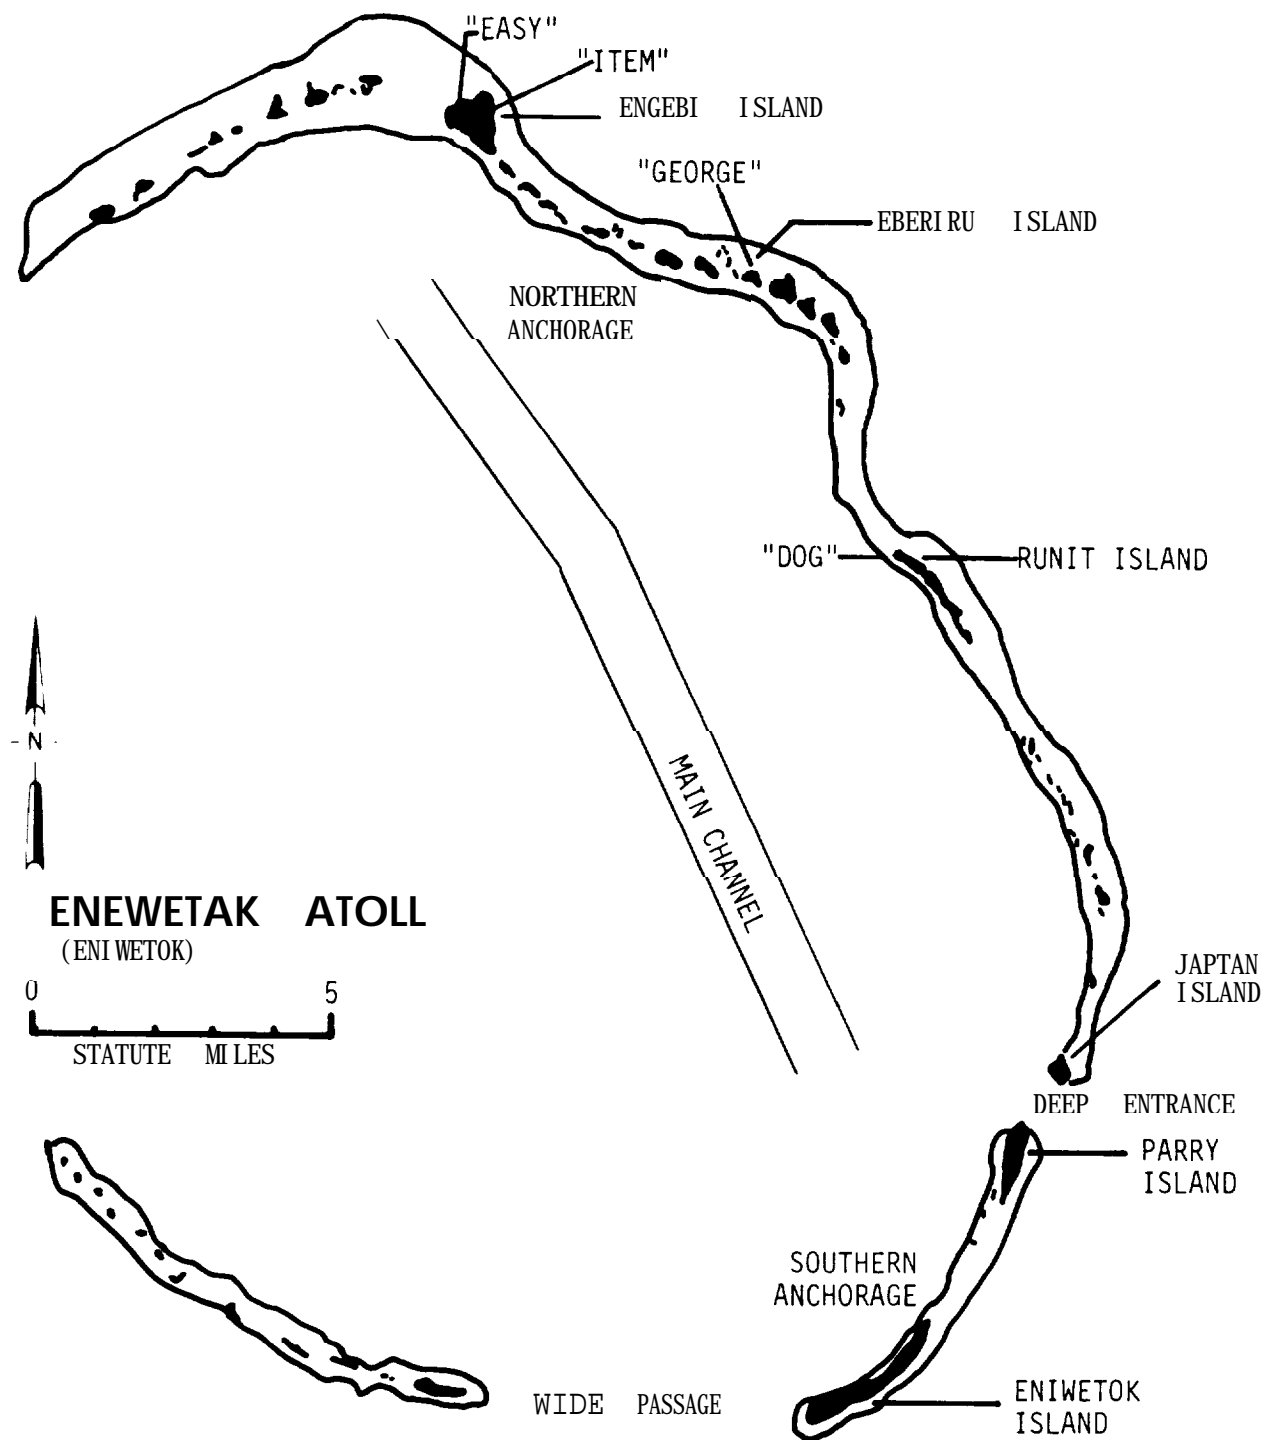 "EASY"
"ITEM"
ENGEBI ISLAND
"GEORGE"
EBERIRU ISLAND
NORTHERN
ANCHORAGE
"DOG"
RUNIT ISLAND
N
MAIN CHANNEL
ENEWETAK ATOLL
(ENIWETOK)
0 5
STATUTE MILES
JAPTAN
ISLAND
DEEP ENTRANCE
PARRY
ISLAND
SOUTHERN
ANCHORAGE
WIDE PASSAGE
ENIWETOK
ISLAND